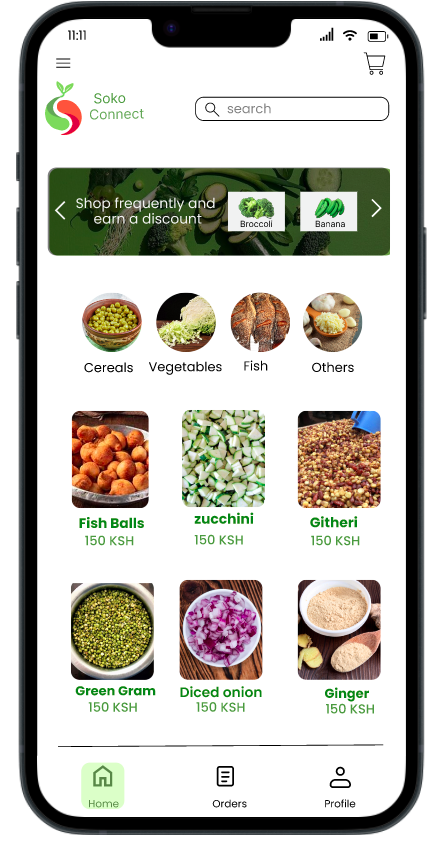 11:11
Soko
Connect
search
Shop frequently and
earn a discount
Broccoli
Banana
Cereals
Vegetables
Fish
Others
Fish Balls
150 KSH
zucchini
150 KSH
Githeri
150 KSH
Green Gram
150 KSH
Diced onion
150 KSH
Ginger
150 KSH
Home
Orders
Profile